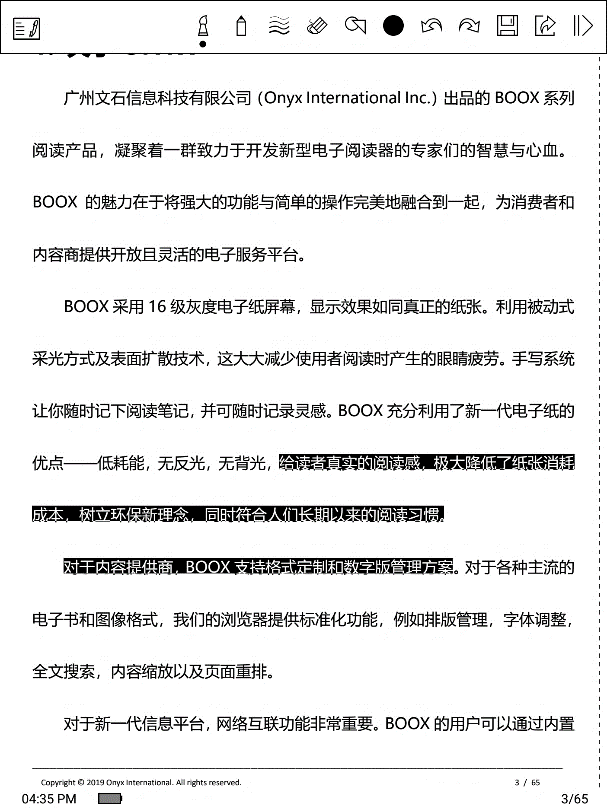 广州文石信息科技有限公司（Onyx International Inc.）出品的 BOOX 系列
阅读产品，凝聚着一群致力于开发新型电子阅读器的专家们的智慧与心血。
BOOX 的魅力在于将强大的功能与简单的操作完美地融合到一起，为消费者和
内容商提供开放且灵活的电子服务平台。
BOOX 采用 16 级灰度电子纸屏幕，显示效果如同真正的纸张。利用被动式
采光方式及表面扩散技术，这大大减少使用者阅读时产生的眼睛疲劳。手写系统
让你随时记下阅读笔记，并可随时记录灵感。BOOX 充分利用了新一代电子纸的
优点——低耗能，无反光，无背光，给读者真实的阅读感，极大降低了纸张消耗
成本，树立环保新理念，同时符合人们长期以来的阅读习惯。
对于内容提供商，BOOX 支持格式定制和数字版管理方案。对于各种主流的
电子书和图像格式，我们的浏览器提供标准化功能，例如排版管理，字体调整，
全文搜索，内容缩放以及页面重排。
对于新一代信息平台，网络互联功能非常重要。BOOX 的用户可以通过内置
Copyright © 2019 Onyx International. All rights reserved. 3 / 65
04:35 PM 3/65